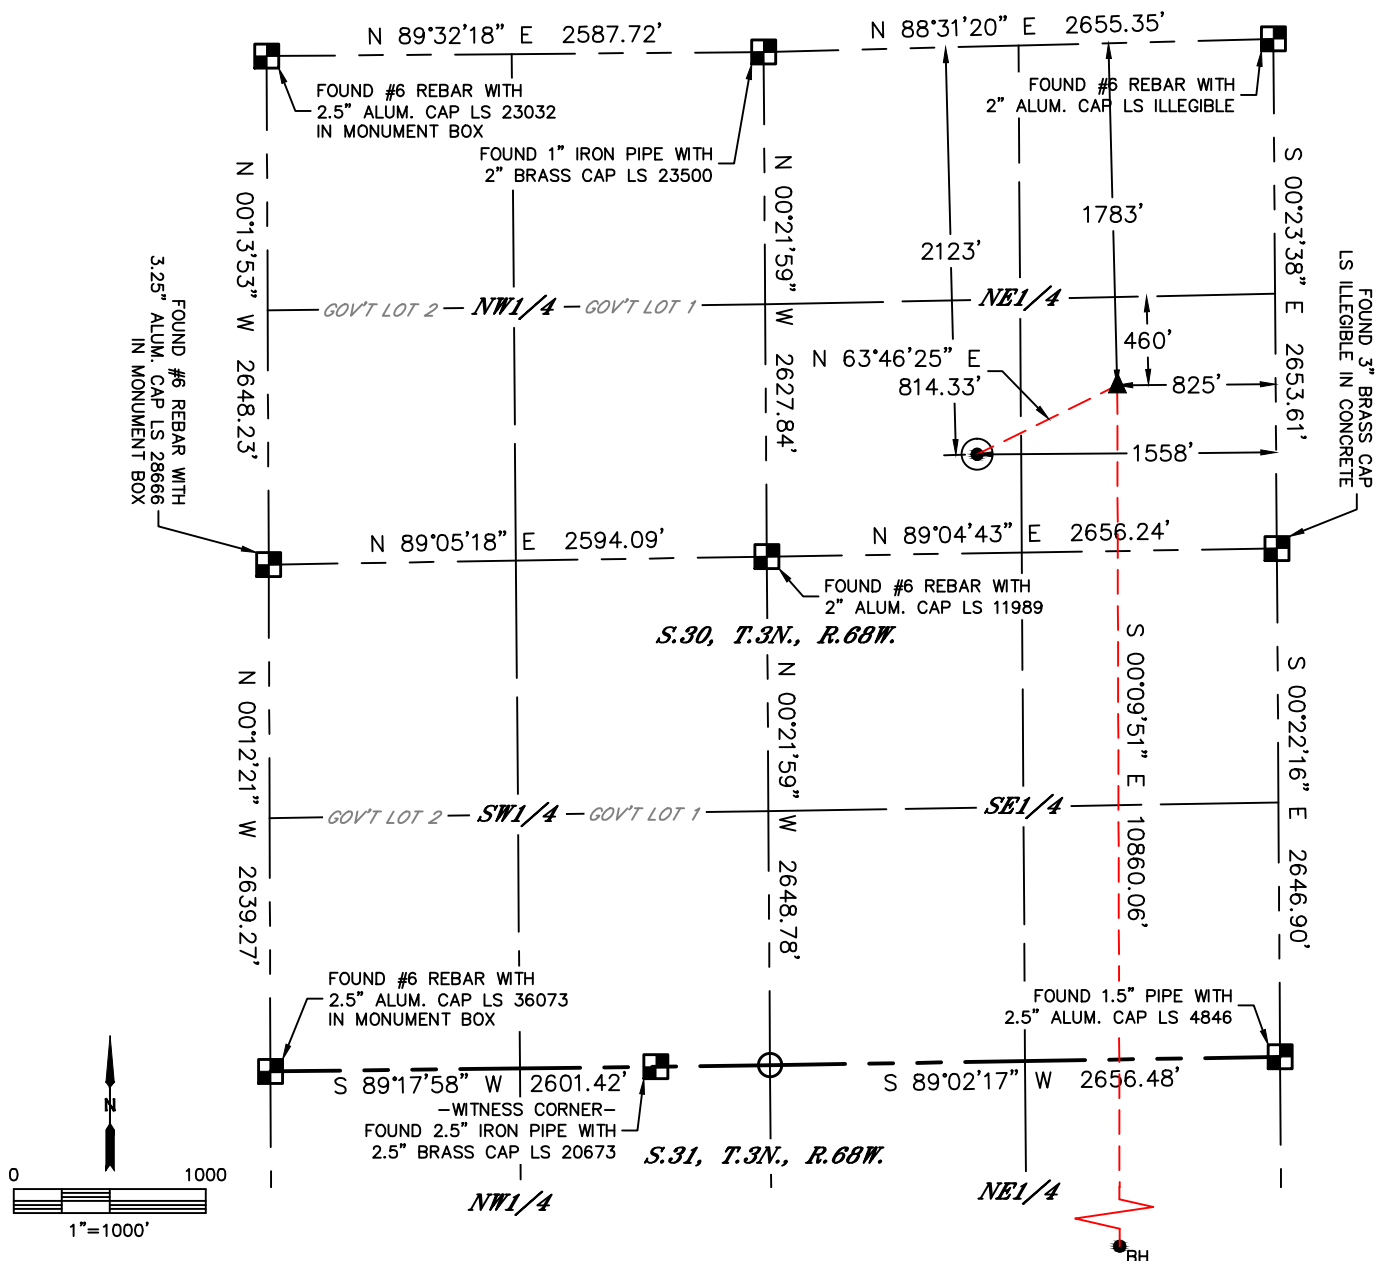 N 89°32'18" E 2587.72'
N 88°31'20" E 2655.35'
FOUND #6 REBAR WITH
2.5" ALUM. CAP LS 23032
IN MONUMENT BOX
FOUND #6 REBAR WITH
2" ALUM. CAP LS ILLEGIBLE
FOUND 1" IRON PIPE WITH
2" BRASS CAP LS 23500
N 00°13'53" W 2648.23'
N 00°21'59" W 2627.84'
S 00°23'38" E 2653.61'
1783'
2123'
FOUND #6 REBAR WITH
3.25" ALUM. CAP LS 28666
IN MONUMENT BOX
FOUND 3" BRASS CAP
LS ILLEGIBLE IN CONCRETE
GOV'T LOT 2
NW1/4
GOV'T LOT 1
NE1/4
460'
N 63°46'25" E
814.33'
825'
1558'
N 89°05'18" E 2594.09'
N 89°04'43" E 2656.24'
FOUND #6 REBAR WITH
2" ALUM. CAP LS 11989
S.30, T.3N., R.68W.
N 00°12'21" W 2639.27'
N 00°21'59" W 2648.78'
S 00°09'51" E 10860.06'
S 00°22'16" E 2646.90'
GOV'T LOT 2
SW1/4
GOV'T LOT 1
SE1/4
FOUND #6 REBAR WITH
2.5" ALUM. CAP LS 36073
IN MONUMENT BOX
FOUND 1.5" PIPE WITH
2.5" ALUM. CAP LS 4846
S 89°17'58" W 2601.42'
S 89°02'17" W 2656.48'
-WITNESS CORNER-
FOUND 2.5" IRON PIPE WITH
2.5" BRASS CAP LS 20673
S.31, T.3N., R.68W.
NW1/4
NE1/4
N
0 1000
1"=1000'
BH